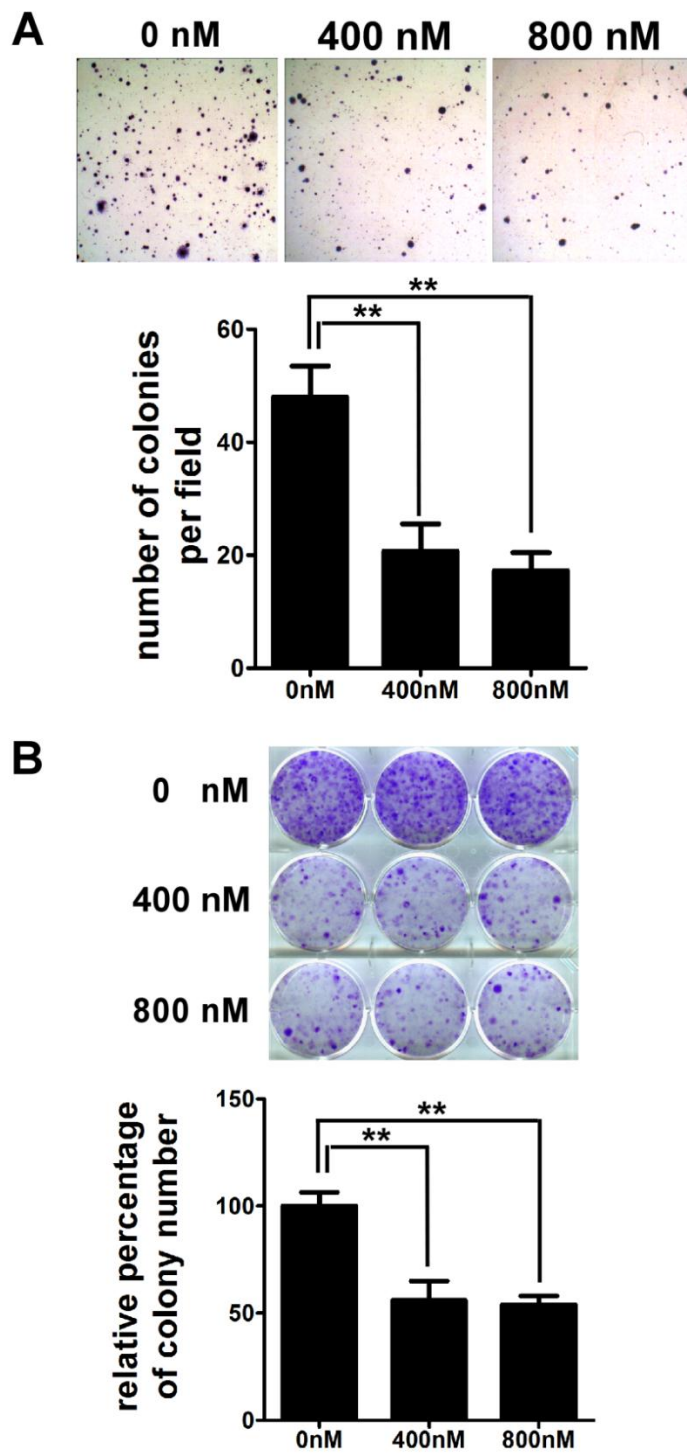 A
0 nM 400 nM 800 nM
**
**
number of colonies
per field
60
40
20
0
0nM 400nM 800nM
B
0 nM
400 nM
800 nM
relative percentage
of colony number
150
100
50
0
**
**
0nM 400nM 800nM